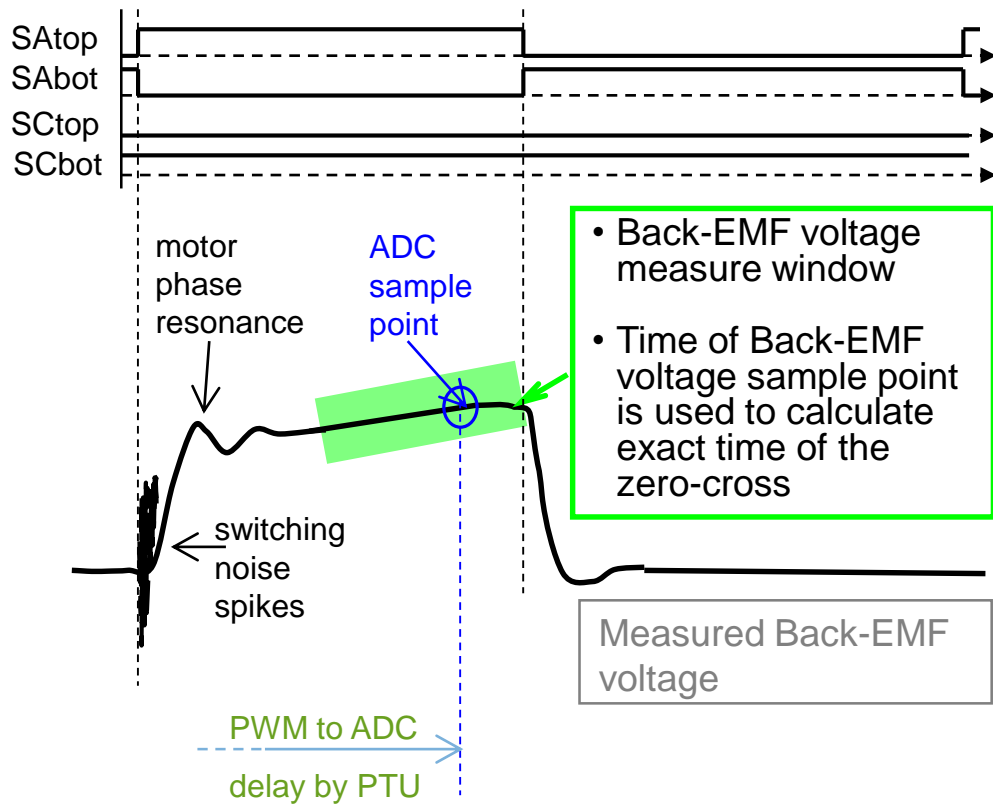 SAtop
SAbot
SCtop
SCbot
motor
phase
resonance
ADC
sample
point
• Back-EMF voltage
measure window
• Time of Back-EMF
voltage sample point
is used to calculate
exact time of the
zero-cross
switching
noise
spikes
Measured Back-EMF
voltage
PWM to ADC
delay by PTU